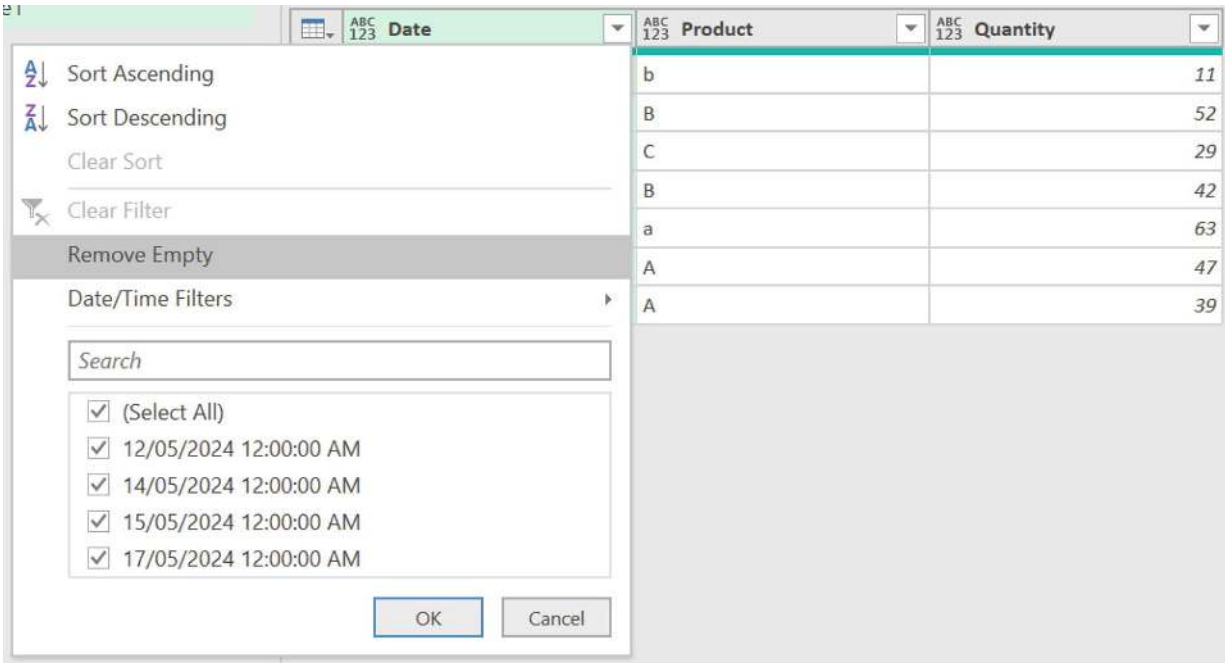 ABC 123 Date ABC 123 Product ABC 123 Quantity
A Z Sort Ascending
Z A Sort Descending
Clear Sort
Clear Filter
Remove Empty
Date/Time Filters
Search
(Select All)
12/05/2024 12:00:00 AM
14/05/2024 12:00:00 AM
15/05/2024 12:00:00 AM
17/05/2024 12:00:00 AM
OK Cancel
b 11
B 52
C 29
B 42
a 63
A 47
A 39